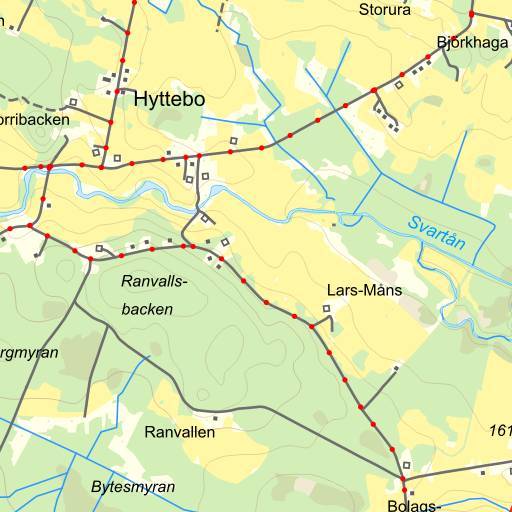 Storura
Björkhaga
Hyttebo
orribacken
Svartån
Ranvalls-
backen
Lars-Måns
rgmyran
Ranvallen
161
Bytesmyran
Bolags-